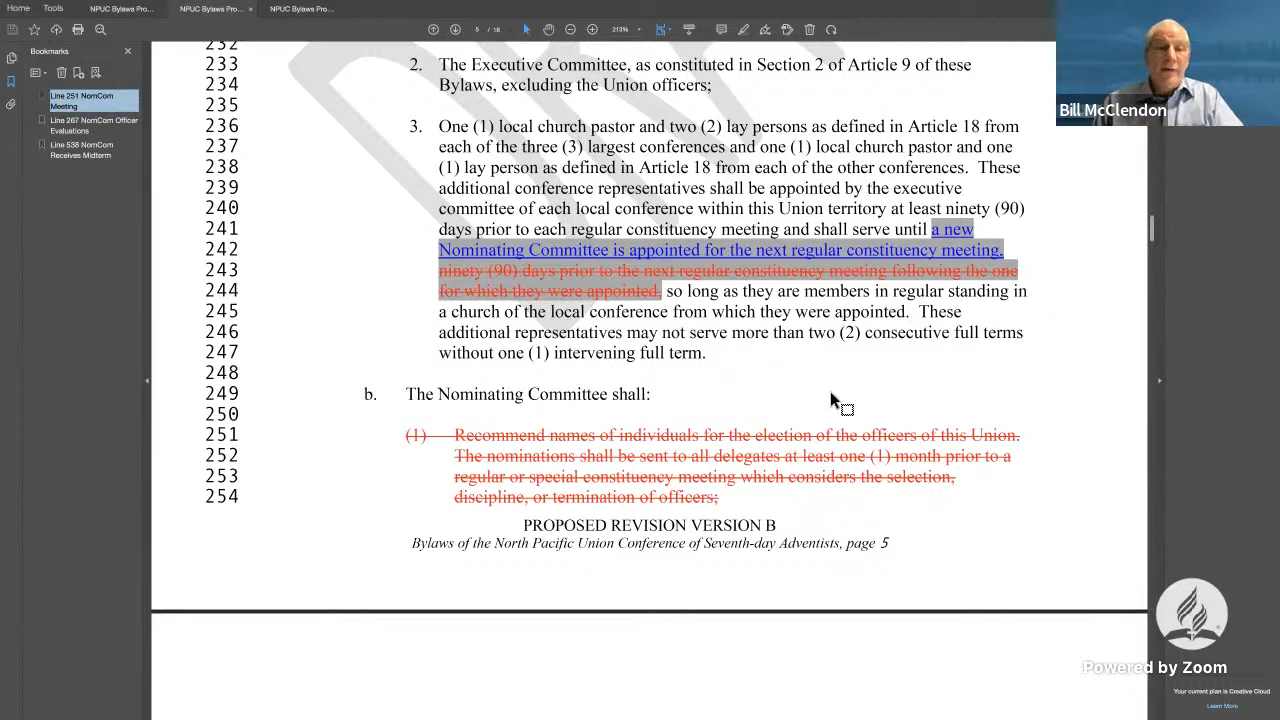 Home Tools NPUC Bylaws Pro... NPUC Bylaws Pro... × NPUC Bylaws Pro...
5 / 18 213%
Bookmarks ×
Line 251 NomCom
Meeting
Line 267 NomCom Officer
Evaluations
Line 538 NomCom
Receives Midterm
232
233 2. The Executive Committee, as constituted in Section 2 of Article 9 of these
234 Bylaws, excluding the Union officers;
235
236 3. One (1) local church pastor and two (2) lay persons as defined in Article 18 from
237 each of the three (3) largest conferences and one (1) local church pastor and one
238 (1) lay person as defined in Article 18 from each of the other conferences. These
239 additional conference representatives shall be appointed by the executive
240 committee of each local conference within this Union territory at least ninety (90)
241 days prior to each regular constituency meeting and shall serve until a new
242 Nominating Committee is appointed for the next regular constituency meeting,
243 ninety (90) days prior to the next regular constituency meeting following the one
244 for which they were appointed, so long as they are members in regular standing in
245 a church of the local conference from which they were appointed. These
246 additional representatives may not serve more than two (2) consecutive full terms
247 without one (1) intervening full term.
248
249 b. The Nominating Committee shall:
250
251 (1) Recommend names of individuals for the election of the officers of this Union.
252 The nominations shall be sent to all delegates at least one (1) month prior to a
253 regular or special constituency meeting which considers the selection,
254 discipline, or termination of officers;
PROPOSED REVISION VERSION B
Bylaws of the North Pacific Union Conference of Seventh-day Adventists, page 5
Bill McClendon
Powered by Zoom
Your current plan is Creative Cloud
Learn More